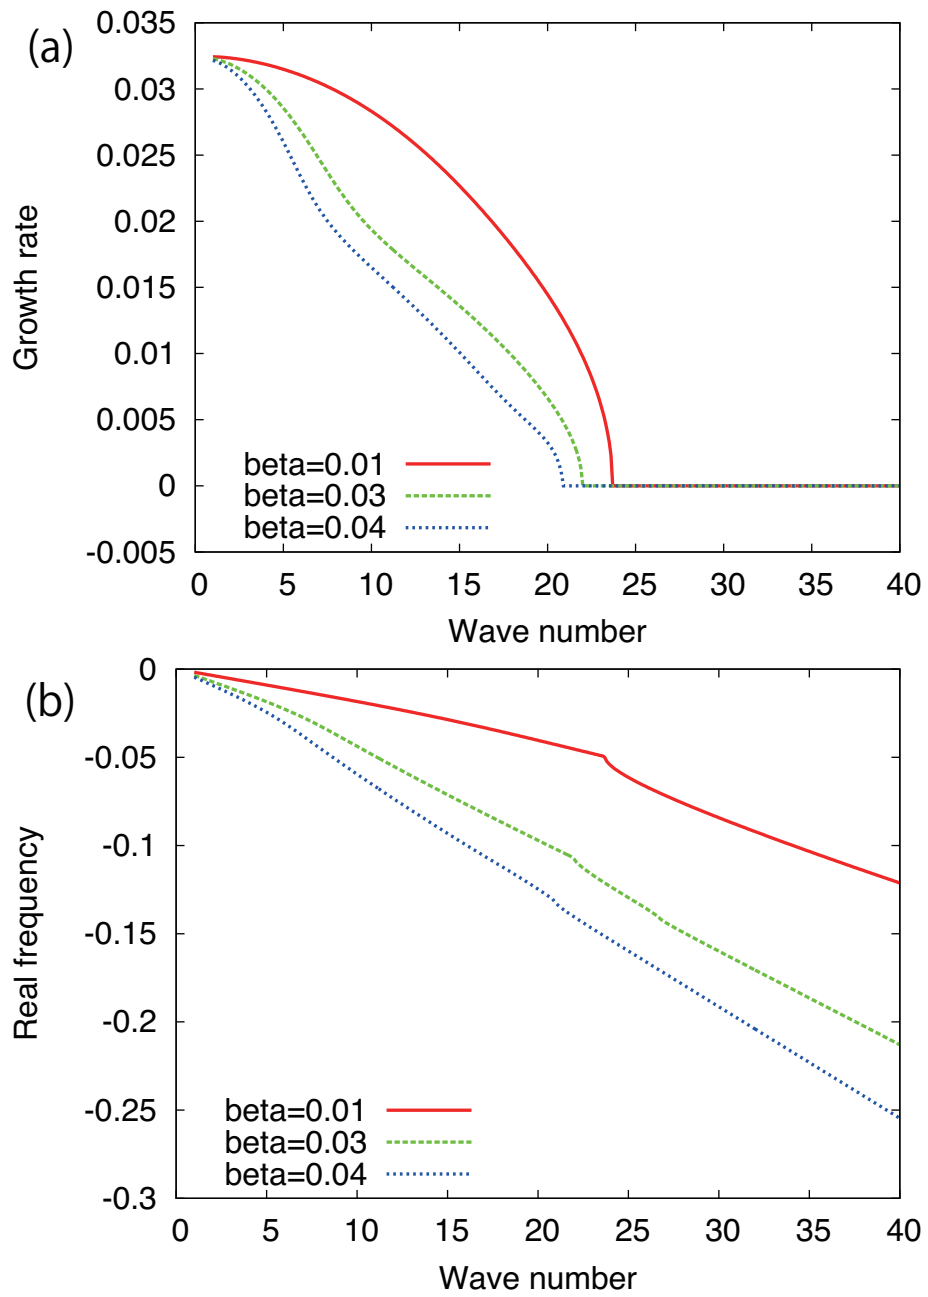 (a)
0.035
0.03
0.025
0.02
0.015
0.01
0.005
0
-0.005
Growth rate
beta=0.01
beta=0.03
beta=0.04
0 5 10 15 20 25 30 35 40
Wave number
(b)
0
-0.05
-0.1
-0.15
-0.2
-0.25
-0.3
Real frequency
beta=0.01
beta=0.03
beta=0.04
0 5 10 15 20 25 30 35 40
Wave number